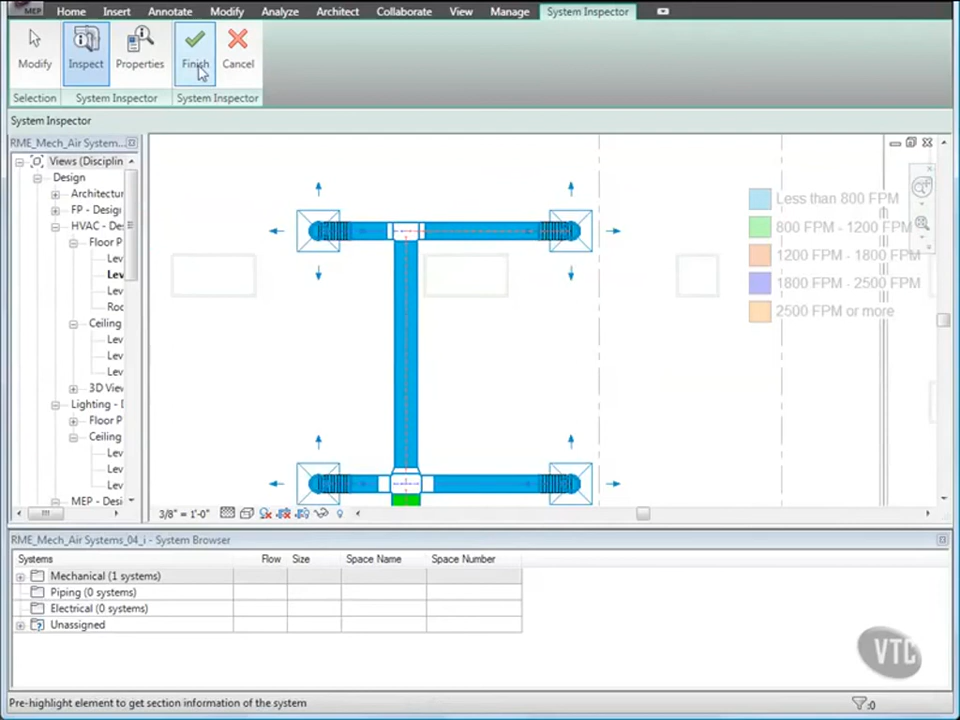 MEP Home Insert Annotate Modify Analyze Architect Collaborate View Manage System Inspector
Modify Inspect Properties Finish Cancel
Selection System Inspector System Inspector
System Inspector
RME_Mech_Air System...
Views (Disciplin
Design
Architectur
FP - Desig
HVAC - De
Floor P
Lev
Lev
Lev
Roo
Ceiling
Lev
Lev
Lev
3D View
Lighting - D
Floor P
Ceiling
Lev
Lev
Lev
MEP - Desig
Less than 800 FPM
800 FPM - 1200 FPM
1200 FPM - 1800 FPM
1800 FPM - 2500 FPM
2500 FPM or more
3/8" = 1'-0"
RME_Mech_Air Systems_04_i - System Browser
Systems Flow Size Space Name Space Number
Mechanical (1 systems)
Piping (0 systems)
Electrical (0 systems)
Unassigned
VTC
Pre-highlight element to get section information of the system :0